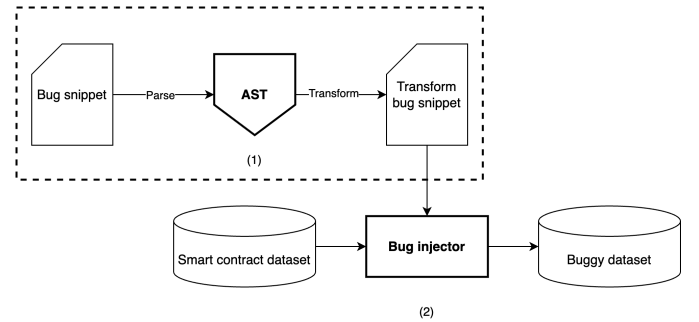 Bug snippet
Parse
AST
Transform
Transform
bug snippet
(1)
Smart contract dataset
Bug injector
Buggy dataset
(2)